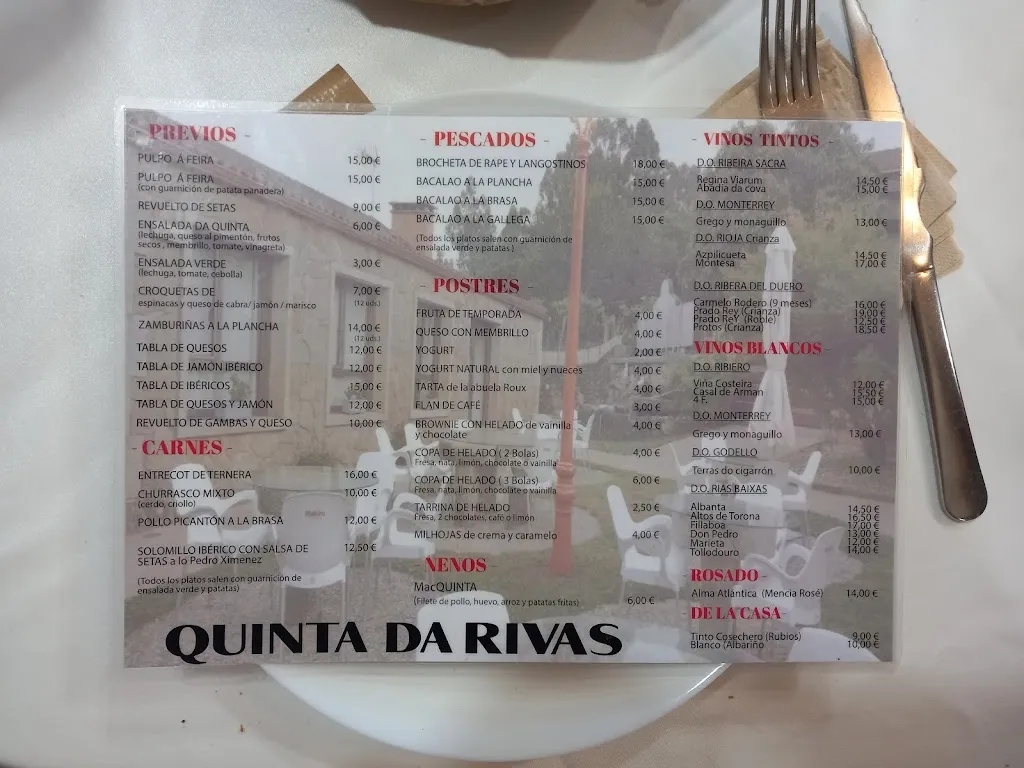 - PREVIOS -
PULPO Á FEIRA 15,00 €
PULPO Á FEIRA 15,00 €
(con guarnición de patata panadera)
REVUELTO DE SETAS 9,00 €
ENSALADA DA QUINTA 6,00 €
(lechuga, queso al pimentón, frutos
secos , membrillo, tomate, vinagreta)
ENSALADA VERDE 3,00 €
(lechuga, tomate, cebolla)
CROQUETAS DE 7,00 €
espinacas y queso de cabra/ jamón / marisco (12 uds.)
ZAMBURIÑAS A LA PLANCHA 14,00 €
(12 uds.)
TABLA DE QUESOS 12,00 €
TABLA DE JAMÓN IBÉRICO 12,00 €
TABLA DE IBÉRICOS 15,00 €
TABLA DE QUESOS Y JAMÓN 12,00 €
REVUELTO DE GAMBAS Y QUESO 10,00 €
- CARNES -
ENTRECOT DE TERNERA 16,00 €
CHURRASCO MIXTO 10,00 €
(cerdo, criollo)
POLLO PICANTÓN A LA BRASA 12,00 €
SOLOMILLO IBÉRICO CON SALSA DE 12,50 €
SETAS a lo Pedro Ximenez
(Todos los platos salen con guarnición de
ensalada verde y patatas)
- PESCADOS -
BROCHETA DE RAPE Y LANGOSTINOS 18,00 €
BACALAO A LA PLANCHA 15,00 €
BACALAO A LA BRASA 15,00 €
BACALAO A LA GALLEGA 15,00 €
(Todos los platos salen con guarnición de
ensalada verde y patatas )
- POSTRES -
FRUTA DE TEMPORADA 4,00 €
QUESO CON MEMBRILLO 4,00 €
YOGURT 2,00 €
YOGURT NATURAL con miel y nueces 4,00 €
TARTA de la abuela Roux 4,00 €
FLAN DE CAFÉ 3,00 €
BROWNIE CON HELADO de vainilla 4,00 €
y chocolate
COPA DE HELADO ( 2 Bolas) 4,00 €
Fresa, nata, limón, chocolate o vainilla
COPA DE HELADO ( 3 Bolas) 6,00 €
Fresa, nata, limón, chocolate o vainilla
TARRINA DE HELADO 2,50 €
Fresa, 2 chocolates, café o limón
MILHOJAS de crema y caramelo 4,00 €
NENOS -
MacQUINTA
(Filete de pollo, huevo, arroz y patatas fritas) 6,00 €
- VINOS TINTOS -
D.O. RIBEIRA SACRA
Regina Viarum 14,50 €
Abadía da cova 15,00 €
D.O. MONTERREY
Grego y monaguillo 13,00 €
D.O. RIOJA Crianza
Azpilicueta 14,50 €
Montesa 17,00 €
D.O. RIBERA DEL DUERO
Carmelo Rodero (9 meses) 16,00 €
Prado Rey (Crianza) 19,00 €
Prado ReY (Roble) 12,50 €
Protos (Crianza) 18,50 €
VINOS BLANCOS -
D.O. RIBIERO
Viña Costeira 12,00 €
Casal de Arman 15,50 €
4 F. 15,00 €
D.O. MONTERREY
Grego y monaguillo 13,00 €
D.O. GODELLO
Terras do cigarrón 10,00 €
D.O. RIAS BAIXAS
Albanta 14,50 €
Altos de Torona 16,50 €
Fillaboa 17,00 €
Don Pedro 13,00 €
Marieta 12,00 €
Tollodouro 14,00 €
ROSADO -
Alma Atlántica (Mencia Rosé) 14,00 €
- DE LA CASA -
Tinto Cosechero (Rubios) 9,00 €
Blanco (Albariño 10,00 €
QUINTA DA RIVAS